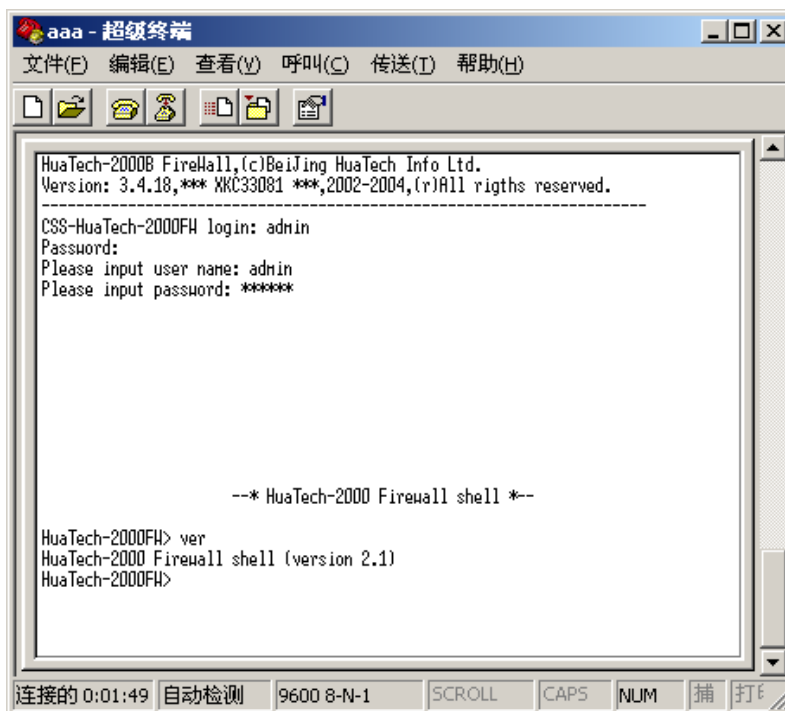 aaa - 超级终端
文件(F) 编辑(E) 查看(V) 呼叫(C) 传送(T) 帮助(H)
HuaTech-2000B FireWall,(c)BeiJing HuaTech Info Ltd.
Version: 3.4.18,*** XKC33081 ***,2002-2004,(r)All rigths reserved.
----------------------------------------------------------------------
CSS-HuaTech-2000FW login: admin
Password:
Please input user name: admin
Please input password: ******
--* HuaTech-2000 Firewall shell *--
HuaTech-2000FW> ver
HuaTech-2000 Firewall shell (version 2.1)
HuaTech-2000FW>
连接的 0:01:49 自动检测 9600 8-N-1 SCROLL CAPS NUM 捕 打